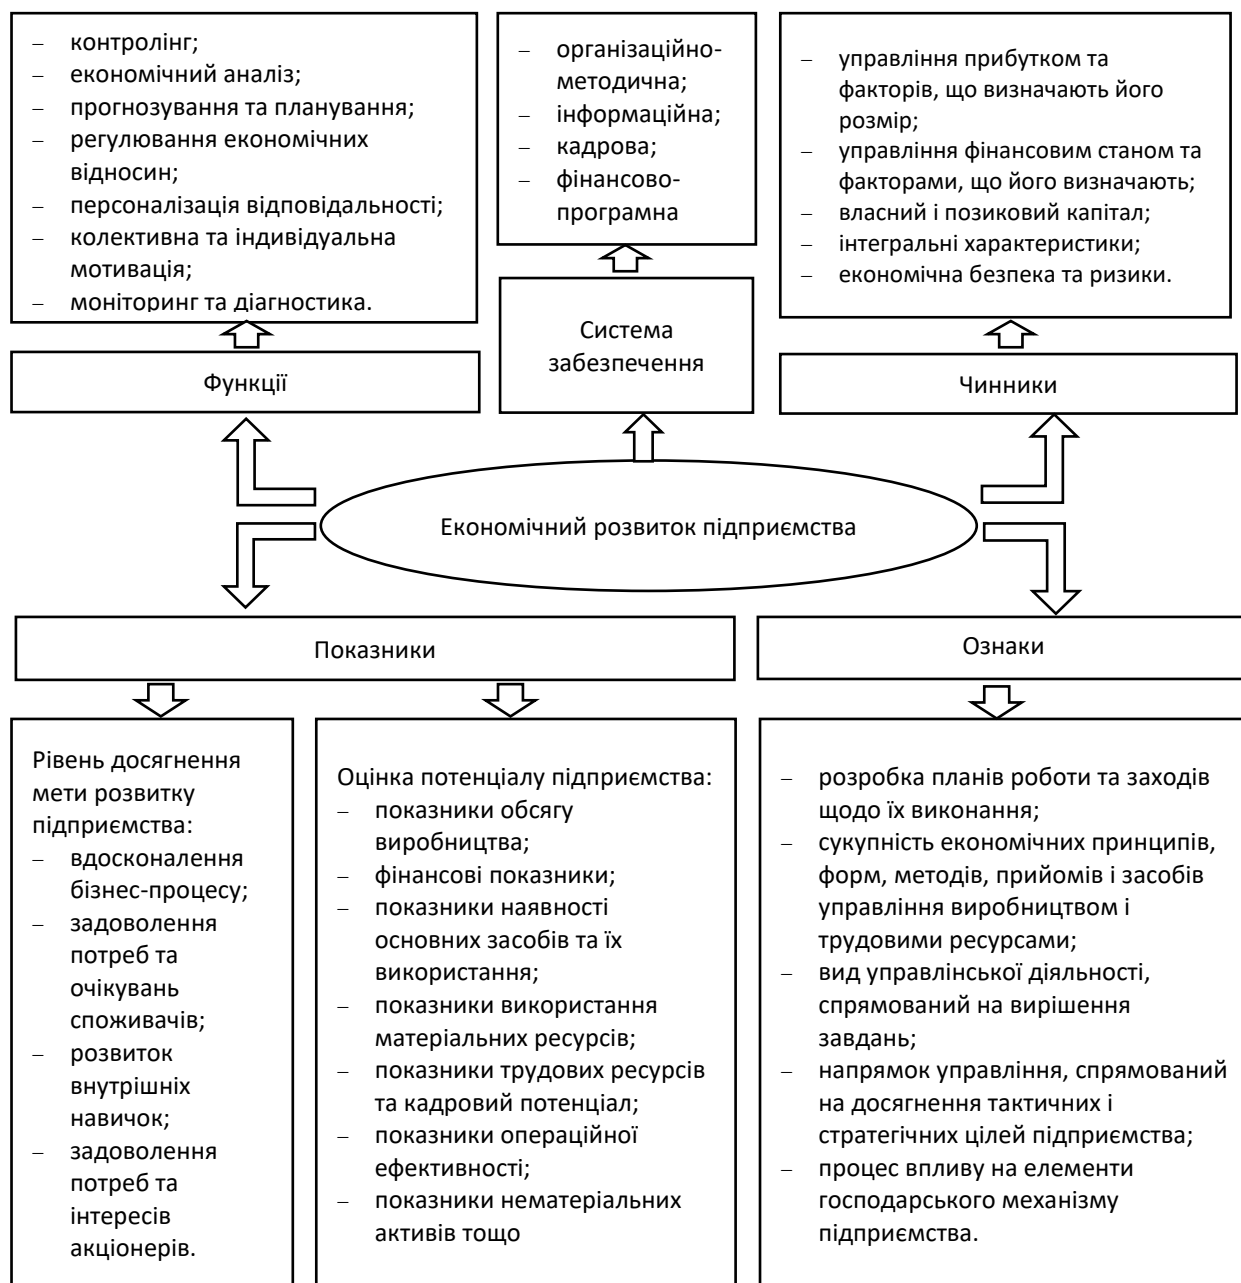 – контролінг;
– економічний аналіз;
– прогнозування та планування;
– регулювання економічних
відносин;
– персоналізація відповідальності;
– колективна та індивідуальна
мотивація;
– моніторинг та діагностика.
– організаційно-
методична;
– інформаційна;
– кадрова;
– фінансово-
програмна
– управління прибутком та
факторів, що визначають його
розмір;
– управління фінансовим станом та
факторами, що його визначають;
– власний і позиковий капітал;
– інтегральні характеристики;
– економічна безпека та ризики.
Функції
Система
забезпечення
Чинники
Економічний розвиток підприємства
Показники
Ознаки
Рівень досягнення
мети розвитку
підприємства:
– вдосконалення
бізнес-процесу;
– задоволення
потреб та
очікувань
споживачів;
– розвиток
внутрішніх
навичок;
– задоволення
потреб та
інтересів
акціонерів.
Оцінка потенціалу підприємства:
– показники обсягу
виробництва;
– фінансові показники;
– показники наявності
основних засобів та їх
використання;
– показники використання
матеріальних ресурсів;
– показники трудових ресурсів
та кадровий потенціал;
– показники операційної
ефективності;
– показники нематеріальних
активів тощо
– розробка планів роботи та заходів
щодо їх виконання;
– сукупність економічних принципів,
форм, методів, прийомів і засобів
управління виробництвом і
трудовими ресурсами;
– вид управлінської діяльності,
спрямований на вирішення
завдань;
– напрямок управління, спрямований
на досягнення тактичних і
стратегічних цілей підприємства;
– процес впливу на елементи
господарського механізму
підприємства.